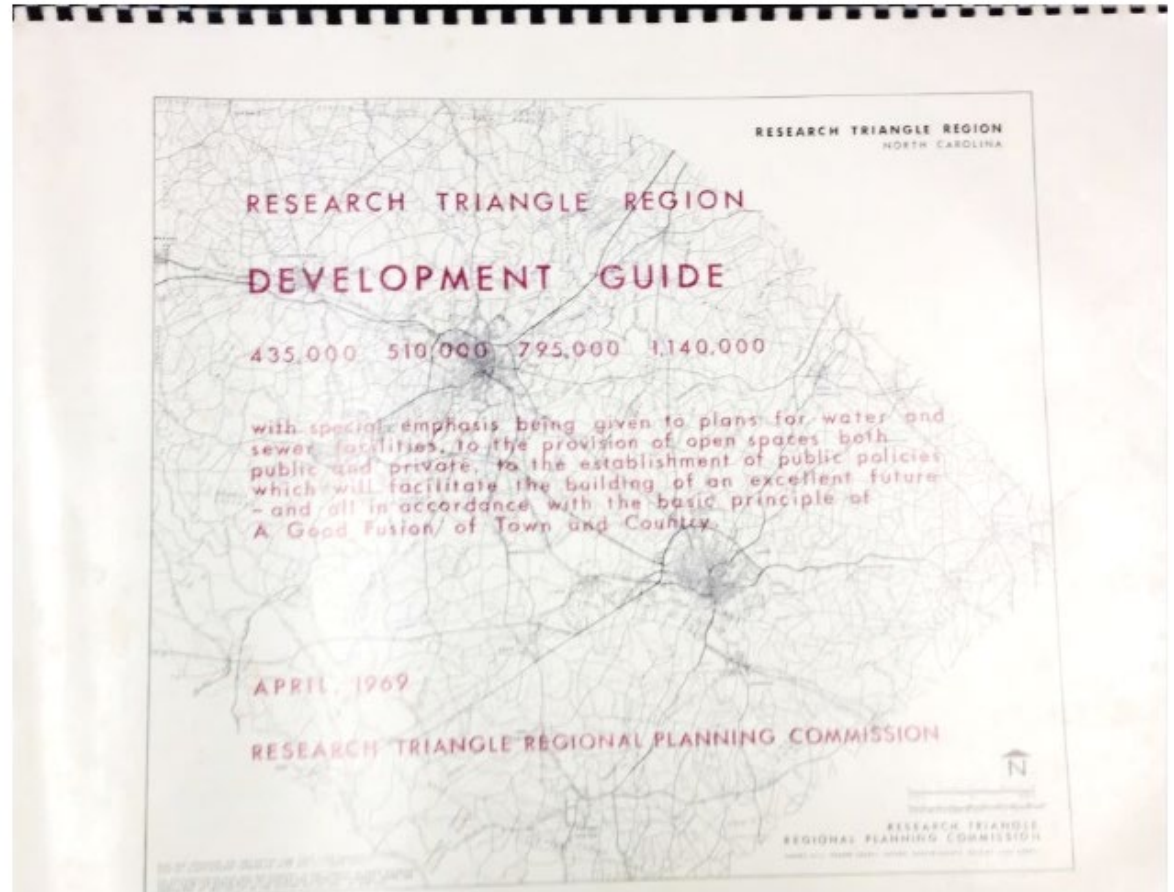 RESEARCH TRIANGLE REGION
NORTH CAROLINA
RESEARCH TRIANGLE REGION
DEVELOPMENT GUIDE
435,000 510,000 795,000 1,140,000
with special emphasis being given to plans for water and
sewer facilities, to the provision of open spaces both
public and private, to the establishment of public policies
which will facilitate the building of an excellent future
– and all in accordance with the basic principle of
A Good Fusion of Town and Country.
APRIL, 1969
RESEARCH TRIANGLE REGIONAL PLANNING COMMISSION
N
RESEARCH TRIANGLE
REGIONAL PLANNING COMMISSION